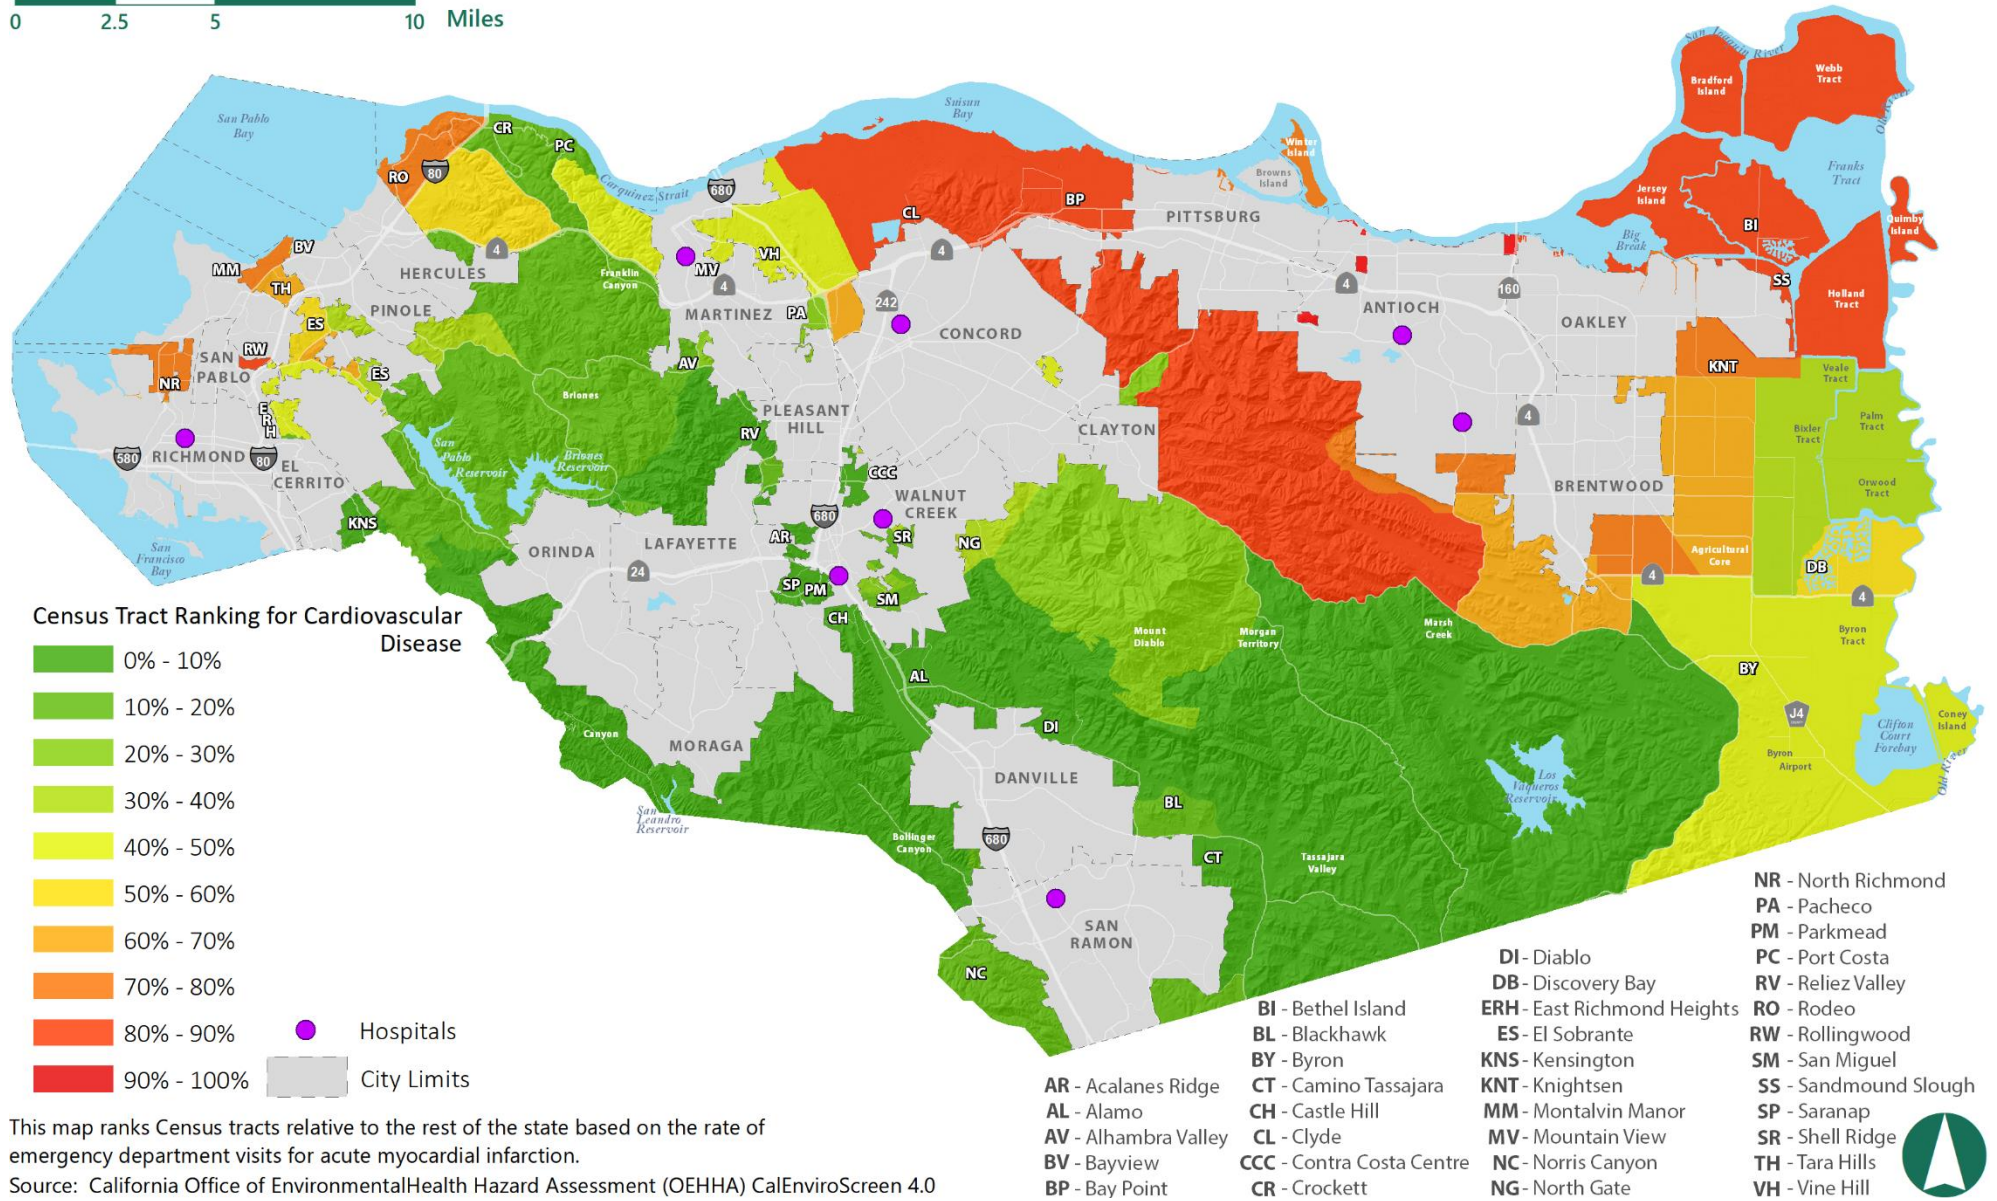 0 2.5 5 10 Miles
San Pablo
Bay
Suisun
Bay
San Joaquin River
Bradford
Island
Webb
Tract
Old River
Franks
Tract
CR
PC
80
RO
Carquinez Strait
680
Winter
Island
Browns
Island
Jersey
Island
BI
Quimby
Island
BP
CL
PITTSBURG
Big
Break
BV
MM
TH
HERCULES
4
Franklin
Canyon
MV
VH
4
4
SS
Holland
Tract
PINOLE
ES
MARTINEZ
PA
242
CONCORD
4
ANTIOCH
160
OAKLEY
RW
SAN
PABLO
NR
ES
AV
KNT
Veale
Tract
Briones
E
R
H
PLEASANT
HILL
RV
CLAYTON
4
Bixler
Tract
Palm
Tract
580
RICHMOND
80
EL
CERRITO
San
Pablo
Reservoir
Briones
Reservoir
CCC
WALNUT
CREEK
BRENTWOOD
Orwood
Tract
KNS
680
AR
SR
NG
San
Francisco
Bay
ORINDA
LAFAYETTE
24
SP
PM
SM
Agricultural
Core
4
DB
4
CH
Mount
Diablo
Morgan
Territory
Marsh
Creek
Byron
Tract
AL
BY
DI
J4
Clifton
Court
Forebay
Coney
Island
Canyon
MORAGA
DANVILLE
Byron
Airport
Old River
BL
Los
Vaqueros
Reservoir
San
Leandro
Reservoir
Bollinger
Canyon
680
CT
Tassajara
Valley
SAN
RAMON
NC
Census Tract Ranking for Cardiovascular
Disease
0% - 10%
10% - 20%
20% - 30%
30% - 40%
40% - 50%
50% - 60%
60% - 70%
70% - 80%
80% - 90%
90% - 100%
Hospitals
City Limits
AR - Acalanes Ridge
AL - Alamo
AV - Alhambra Valley
BV - Bayview
BP - Bay Point
BI - Bethel Island
BL - Blackhawk
BY - Byron
CT - Camino Tassajara
CH - Castle Hill
CL - Clyde
CCC - Contra Costa Centre
CR - Crockett
DI - Diablo
DB - Discovery Bay
ERH - East Richmond Heights
ES - El Sobrante
KNS - Kensington
KNT - Knightsen
MM - Montalvin Manor
MV - Mountain View
NC - Norris Canyon
NG - North Gate
NR - North Richmond
PA - Pacheco
PM - Parkmead
PC - Port Costa
RV - Reliez Valley
RO - Rodeo
RW - Rollingwood
SM - San Miguel
SS - Sandmound Slough
SP - Saranap
SR - Shell Ridge
TH - Tara Hills
VH - Vine Hill
This map ranks Census tracts relative to the rest of the state based on the rate of
emergency department visits for acute myocardial infarction.
Source: California Office of EnvironmentalHealth Hazard Assessment (OEHHA) CalEnviroScreen 4.0